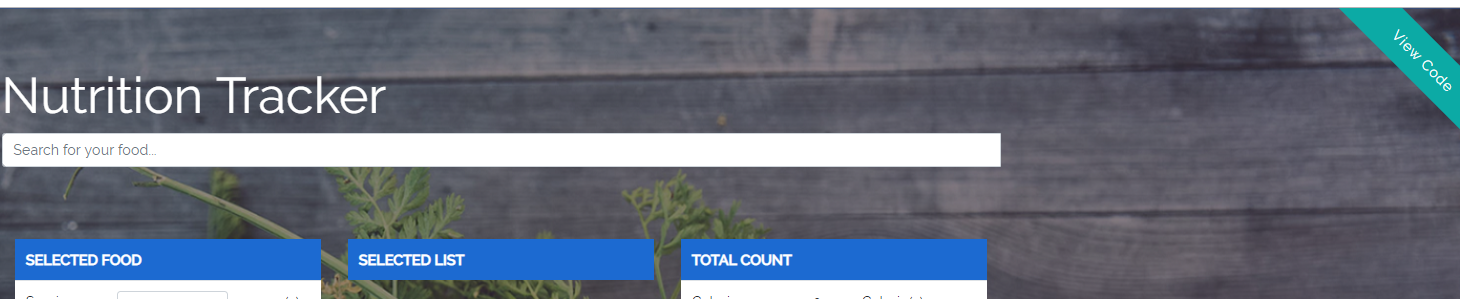 View Code
Nutrition Tracker
Search for your food...
SELECTED FOOD
SELECTED LIST
TOTAL COUNT